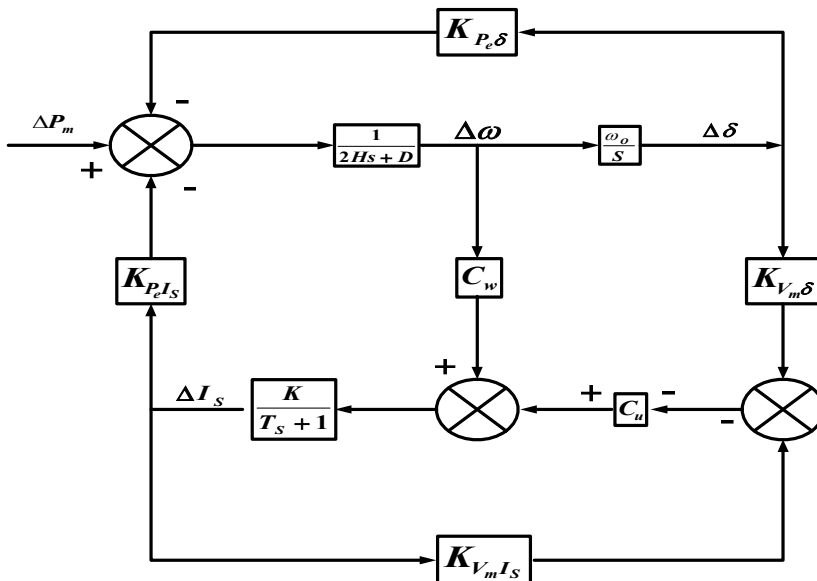 K_{P_eδ}
-
ΔP_m
+
-
1
2Hs + D
Δω
ω_o
S
Δδ
K_{P_eI_S}
C_w
K_{V_mδ}
+
ΔI_S
K
T_S + 1
+
C_u
-
-
K_{V_mI_S}